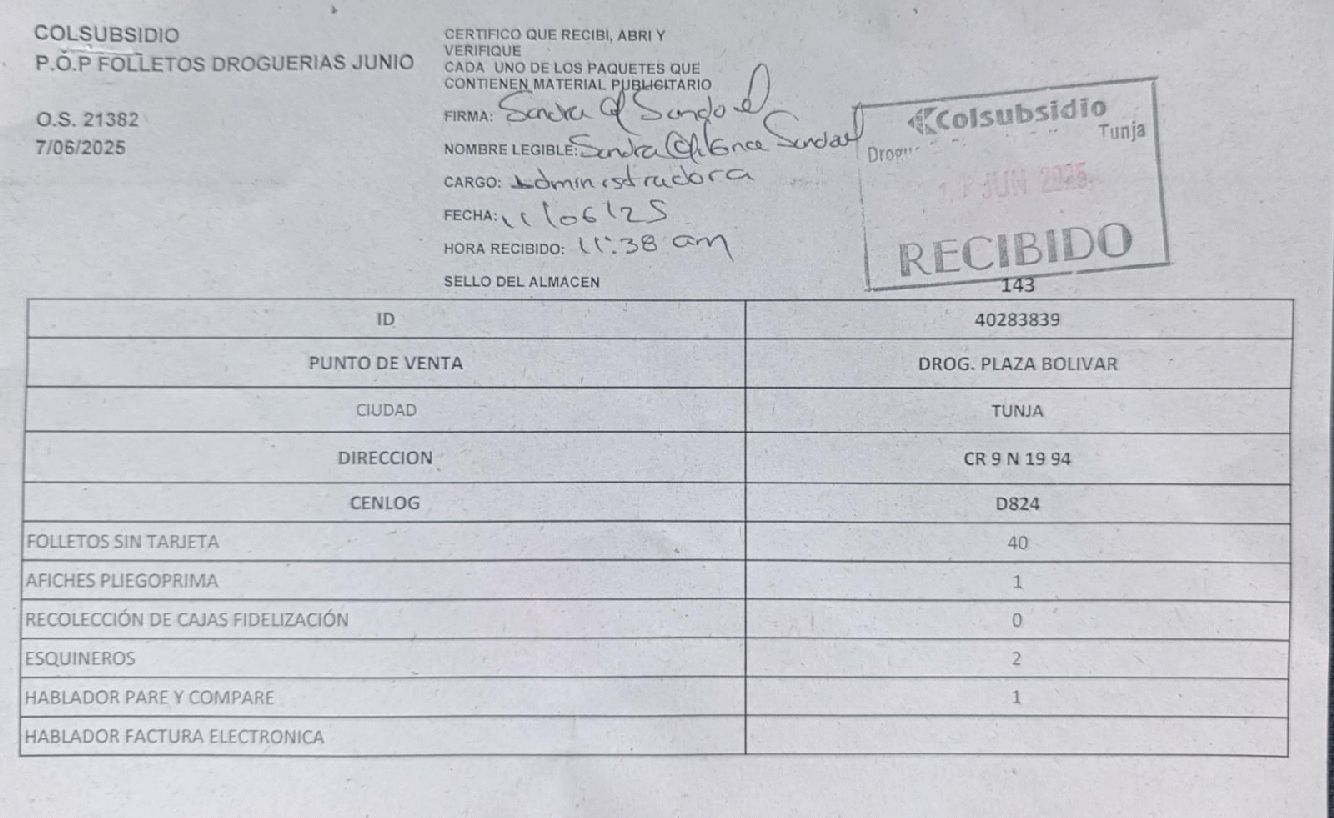 COLSUBSIDIO
P.O.P FOLLETOS DROGUERIAS JUNIO
O.S. 21382
7/06/2025
CERTIFICO QUE RECIBI, ABRI Y
VERIFIQUE
CADA UNO DE LOS PAQUETES QUE
CONTIENEN MATERIAL PUBLICITARIO
FIRMA: Sandra
NOMBRE LEGIBLE: Sandra
CARGO: Administradora
FECHA: 11/06/25
HORA RECIBIDO: 11:38 am
SELLO DEL ALMACEN
Colsubsidio
Tunja
JUN 2025
RECIBIDO
143
ID 40283839
PUNTO DE VENTA DROG. PLAZA BOLIVAR
CIUDAD TUNJA
DIRECCION CR 9 N 19 94
CENLOG D824
FOLLETOS SIN TARJETA 40
AFICHES PLIEGOPRIMA 1
RECOLECCIÓN DE CAJAS FIDELIZACIÓN 0
ESQUINEROS 2
HABLADOR PARE Y COMPARE 1
HABLADOR FACTURA ELECTRONICA